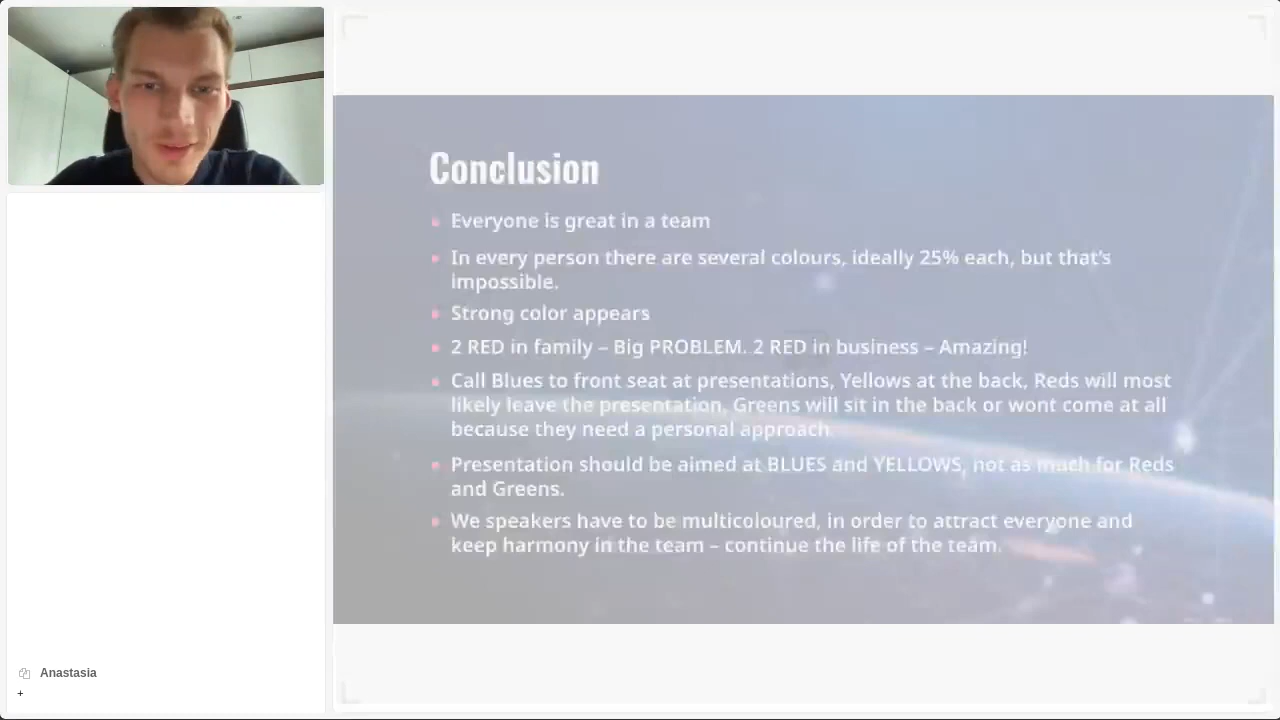 Conclusion
Everyone is great in a team
In every person there are several colours, ideally 25% each, but that's
impossible.
Strong color appears
2 RED in family – Big PROBLEM. 2 RED in business – Amazing!
Call Blues to front seat at presentations, Yellows at the back, Reds will most
likely leave the presentation, Greens will sit in the back or wont come at all
because they need a personal approach.
Presentation should be aimed at BLUES and YELLOWS, not as much for Reds
and Greens.
We speakers have to be multicoloured, in order to attract everyone and
keep harmony in the team – continue the life of the team.
Anastasia
+